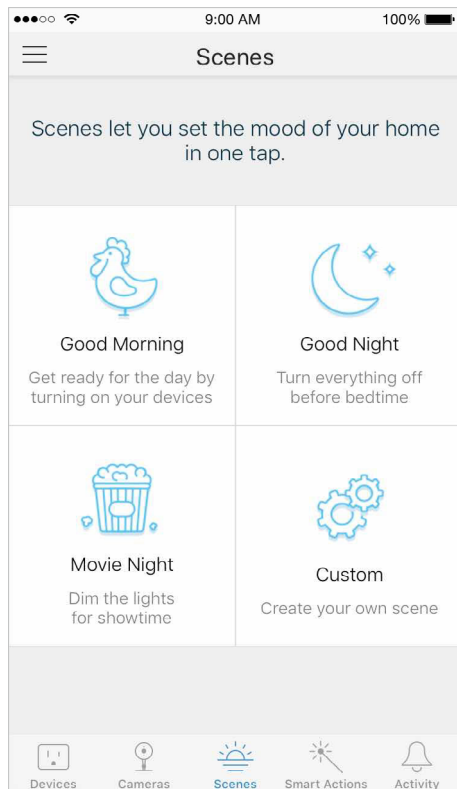 9:00 AM 100%
Scenes
Scenes let you set the mood of your home
in one tap.
Good Morning
Get ready for the day by
turning on your devices
Good Night
Turn everything off
before bedtime
Movie Night
Dim the lights
for showtime
Custom
Create your own scene
Devices Cameras Scenes Smart Actions Activity